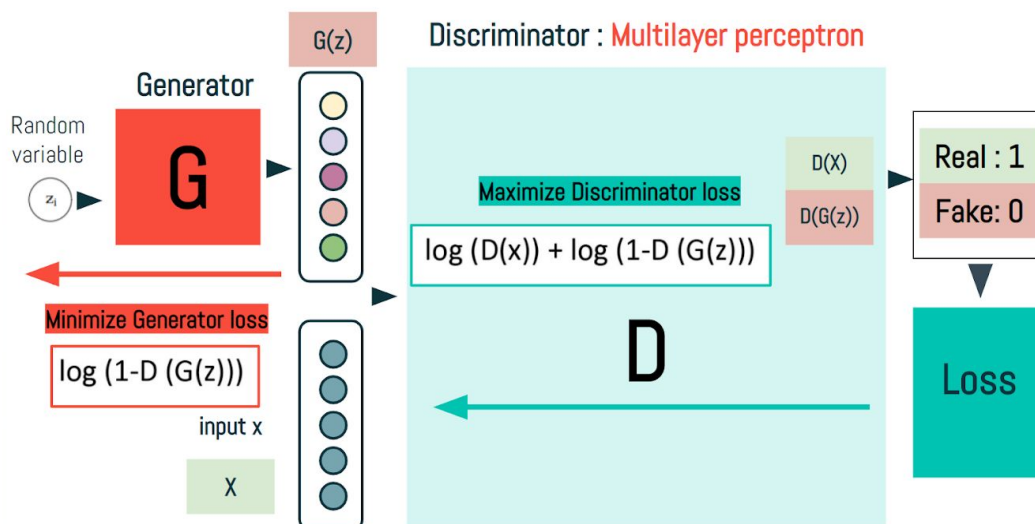 G(z)
Discriminator : Multilayer perceptron
Generator
Random
variable
zi
G
D(X)
D(G(z))
Real : 1
Fake: 0
Maximize Discriminator loss
log (D(x)) + log (1-D (G(z)))
Minimize Generator loss
log (1-D (G(z)))
D
Loss
input x
X